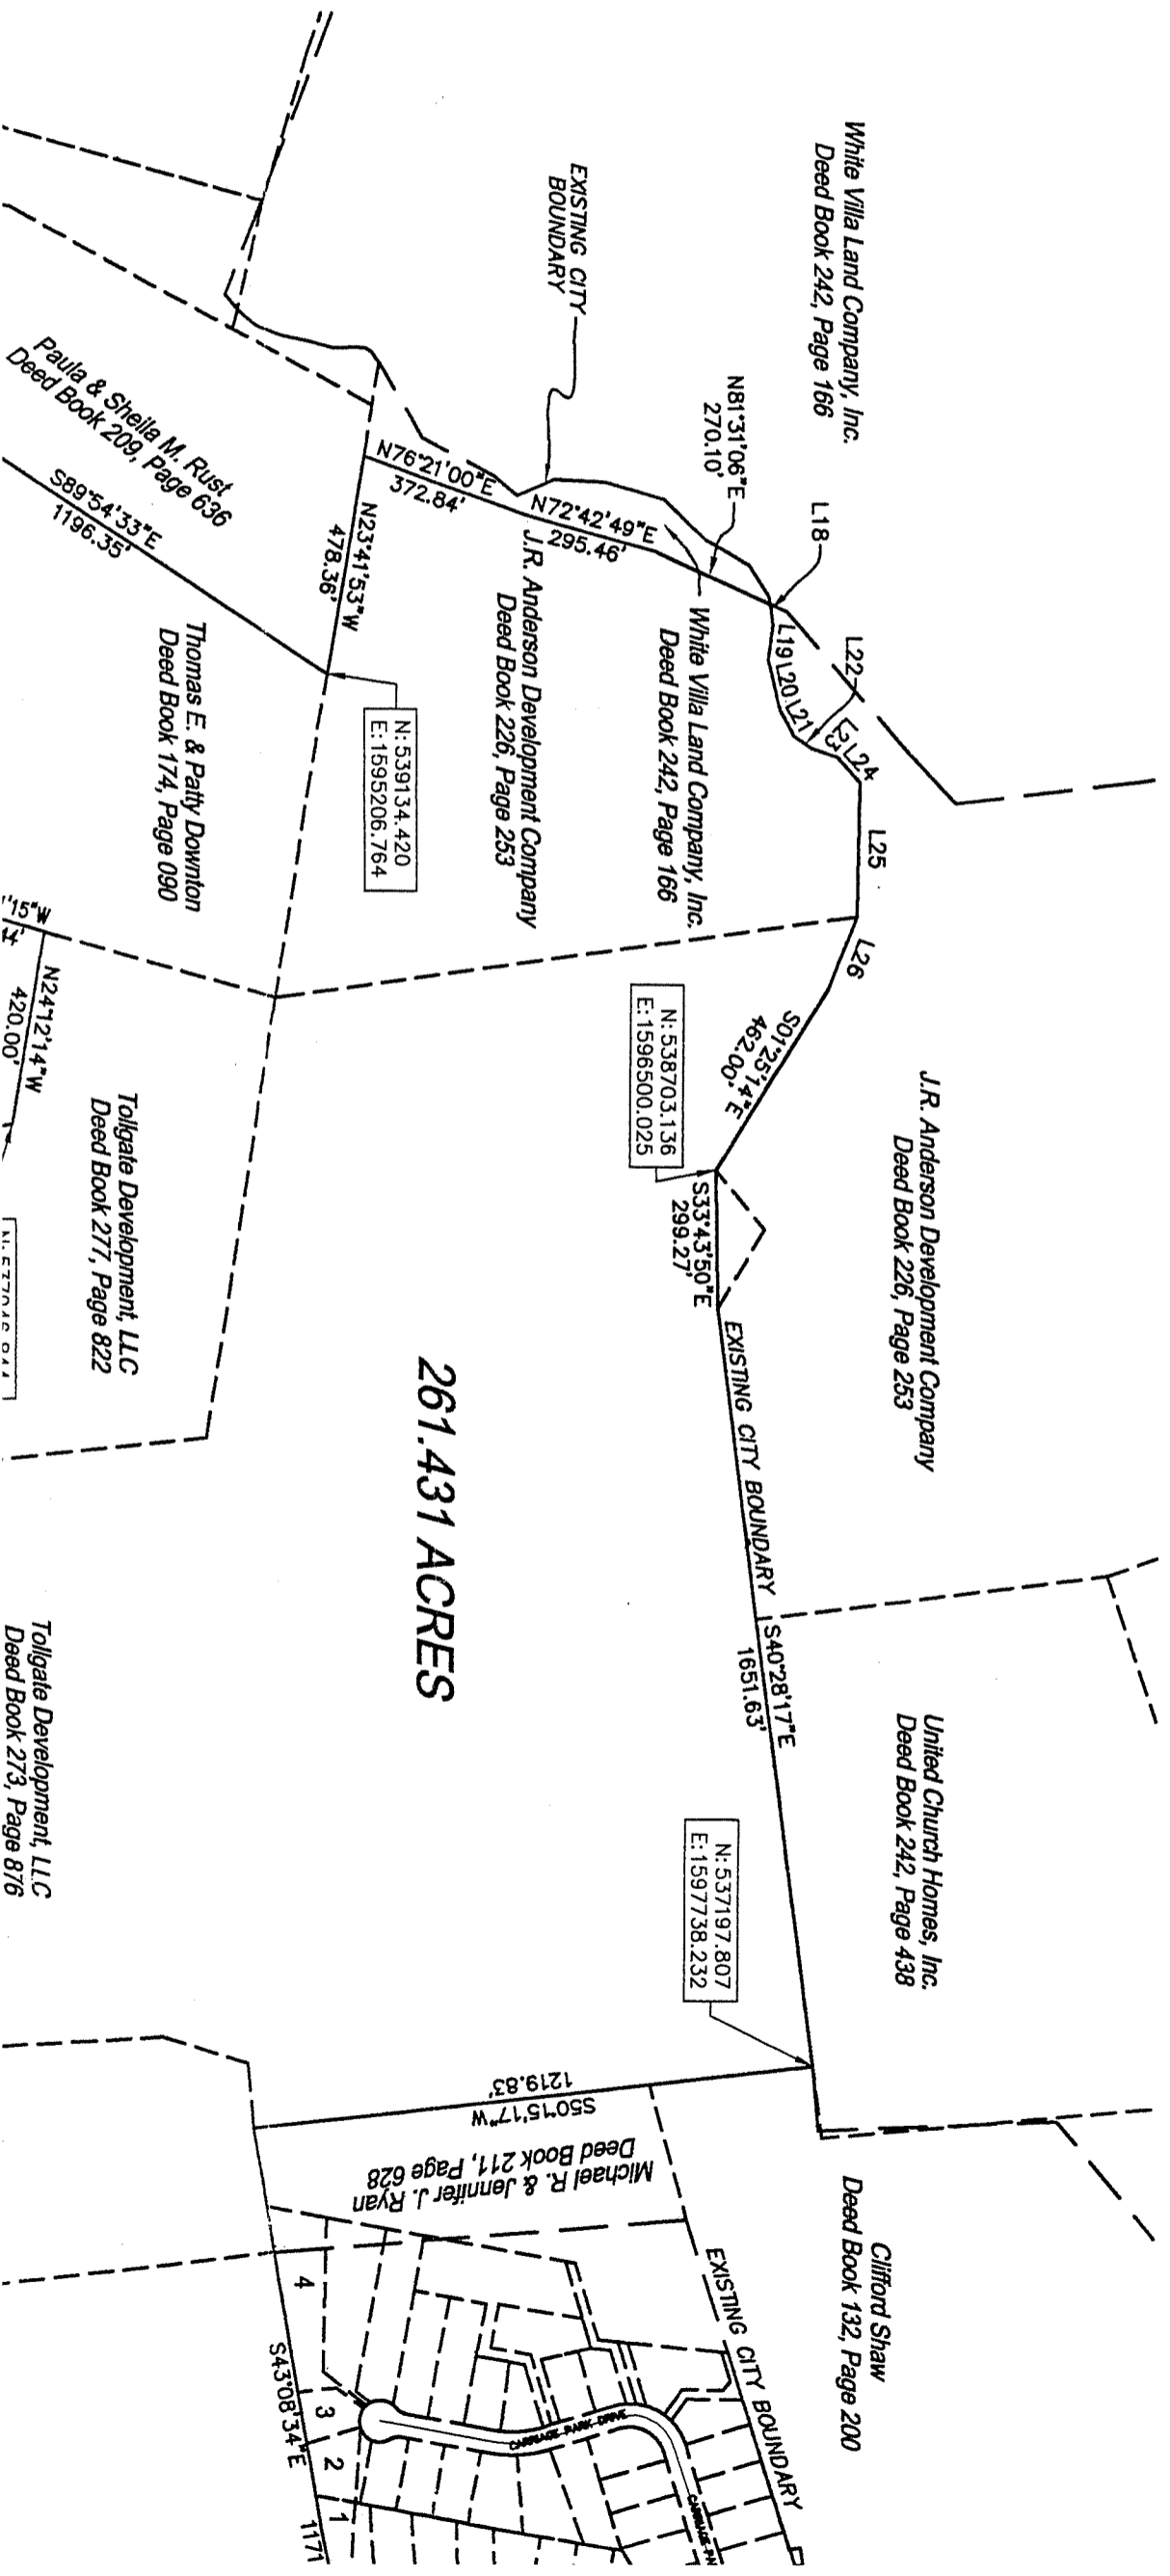 White Villa Land Company, Inc.
Deed Book 242, Page 166
EXISTING CITY
BOUNDARY
N81°31'06"E
270.10'
L18
L22
L19
L20
L21
L23
L24
L25
L26
N76°21'00"E
372.84'
N72°42'49"E
295.46'
White Villa Land Company, Inc.
Deed Book 242, Page 166
J.R. Anderson Development Company
Deed Book 226, Page 253
N23°41'53"W
478.36'
Paula & Sheila M. Rust
Deed Book 209, Page 636
S89°54'33"E
1196.35'
N: 539134.420
E: 1595206.764
Thomas E. & Patty Downton
Deed Book 174, Page 090
'15"W
N24°12'14"W
420.00'
S01°25'14"E
462.00'
N: 538703.136
E: 1596500.025
J.R. Anderson Development Company
Deed Book 226, Page 253
S33°43'50"E
299.27'
EXISTING CITY BOUNDARY
Tollgate Development, LLC
Deed Book 277, Page 822
261.431 ACRES
S40°28'17"E
1651.63'
United Church Homes, Inc.
Deed Book 242, Page 438
N: 537197.807
E: 1597738.232
Tollgate Development, LLC
Deed Book 273, Page 876
1219.83'
S50°15'17"W
Michael R. & Jennifer J. Ryan
Deed Book 211, Page 628
Clifford Shaw
Deed Book 132, Page 200
EXISTING CITY BOUNDARY
CARRIAGE PARK DRIVE
CARRIAGE PA
4
3
2
1
S43°08'34"E
1171